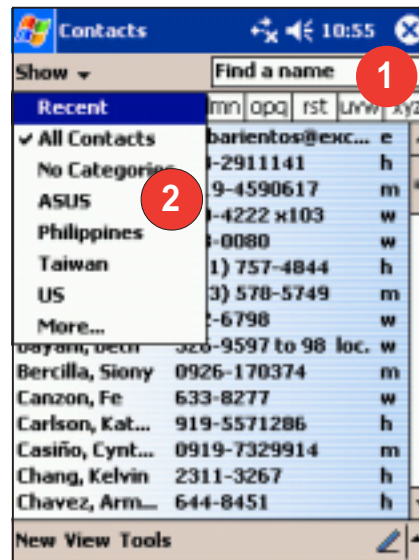 Contacts 10:55
Show Find a name 1
Recent mn opq rst uvw xyz
All Contacts barientos@exc... e
No Categories -2911141 h
ASUS 2 9-4590617 m
Philippines -4222 x103 w
-0080 w
Taiwan 1) 757-4844 h
US 3) 578-5749 m
More... -6798 w
326-9597 to 98 loc. w
Bercilla, Siony 0926-170374 m
Canzon, Fe 633-8277 w
Carlson, Kat... 919-5571286 h
Casiño, Cynt... 0919-7329914 m
Chang, Kelvin 2311-3267 h
Chavez, Arm... 644-8451 h
New View Tools